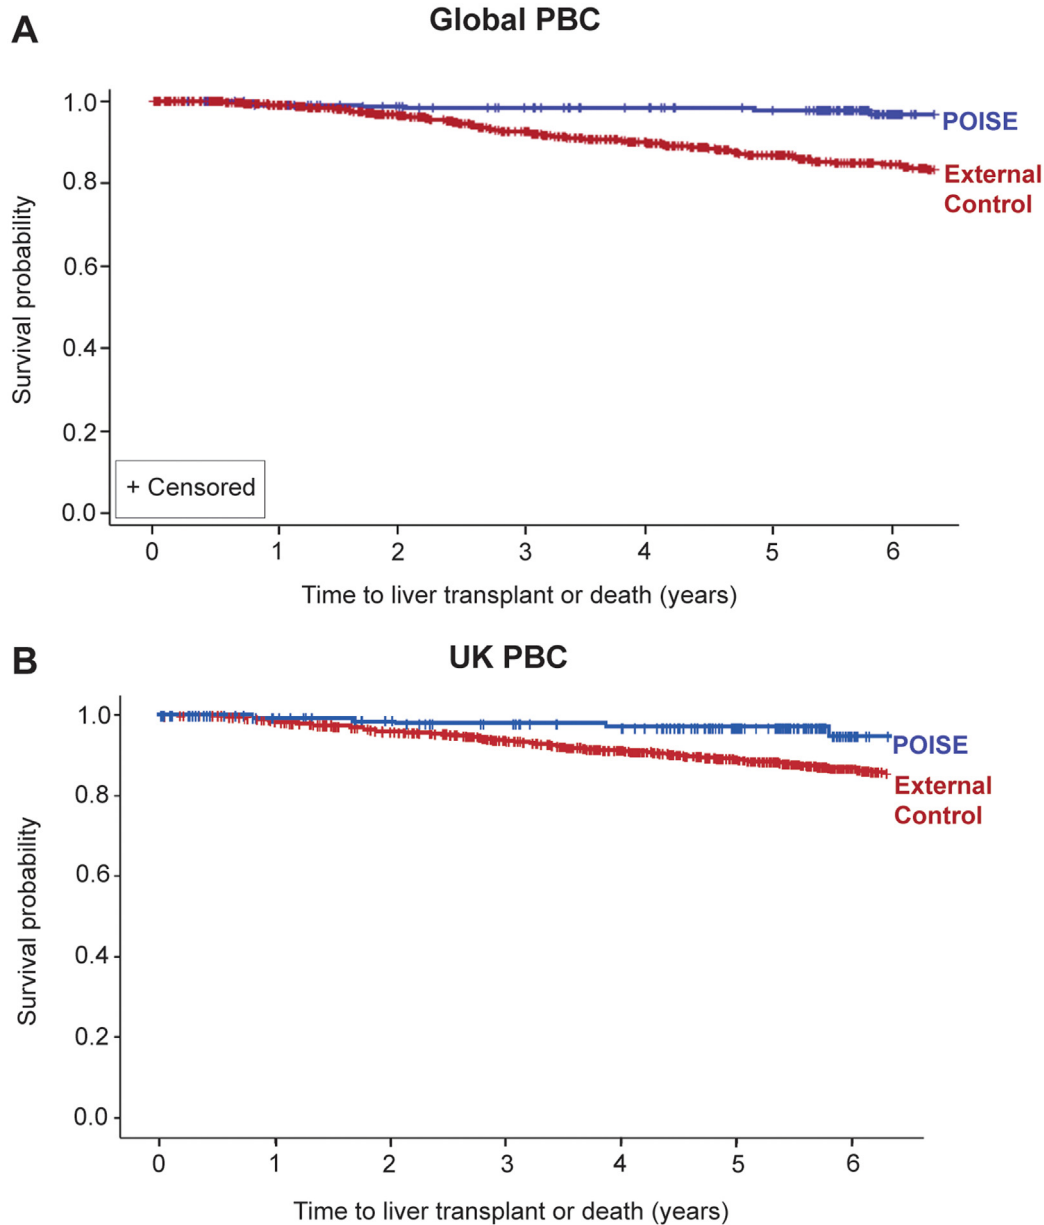 A
Global PBC
1.0
0.8
0.6
0.4
0.2
0.0
Survival probability
POISE
External
Control
+ Censored
0 1 2 3 4 5 6
Time to liver transplant or death (years)
B
UK PBC
1.0
0.8
0.6
0.4
0.2
0.0
Survival probability
POISE
External
Control
0 1 2 3 4 5 6
Time to liver transplant or death (years)